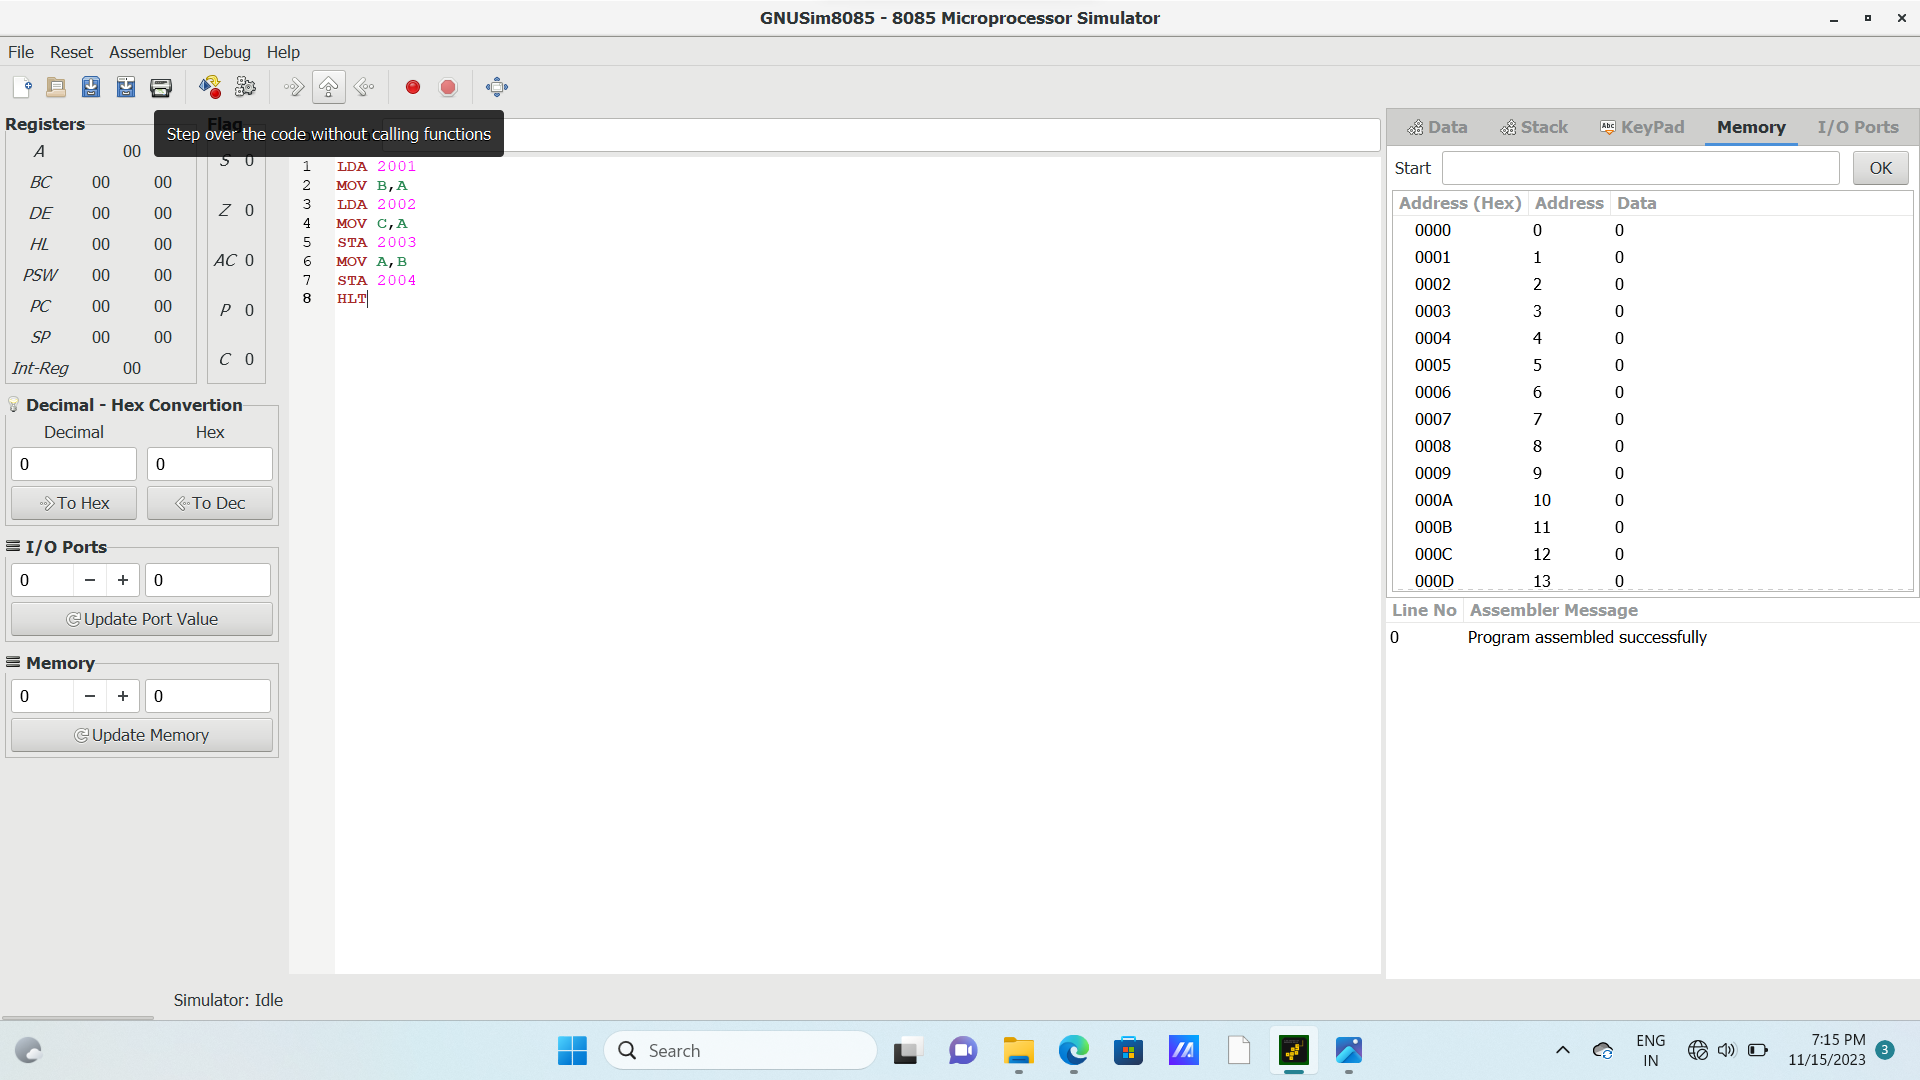 GNUSim8085 - 8085 Microprocessor Simulator
File Reset Assembler Debug Help
Step over the code without calling functions
Registers
A 00
BC 00 00
DE 00 00
HL 00 00
PSW 00 00
PC 00 00
SP 00 00
Int-Reg 00
Flag
S 0
Z 0
AC 0
P 0
C 0
Decimal - Hex Convertion
Decimal Hex
0 0
To Hex To Dec
I/O Ports
0 − + 0
Update Port Value
Memory
0 − + 0
Update Memory
1 LDA 2001
2 MOV B,A
3 LDA 2002
4 MOV C,A
5 STA 2003
6 MOV A,B
7 STA 2004
8 HLT
Data Stack Abc KeyPad Memory I/O Ports
Start OK
Address (Hex) Address Data
0000 0 0
0001 1 0
0002 2 0
0003 3 0
0004 4 0
0005 5 0
0006 6 0
0007 7 0
0008 8 0
0009 9 0
000A 10 0
000B 11 0
000C 12 0
000D 13 0
Line No Assembler Message
0 Program assembled successfully
Simulator: Idle
Search
ENG
IN
7:15 PM
11/15/2023
3